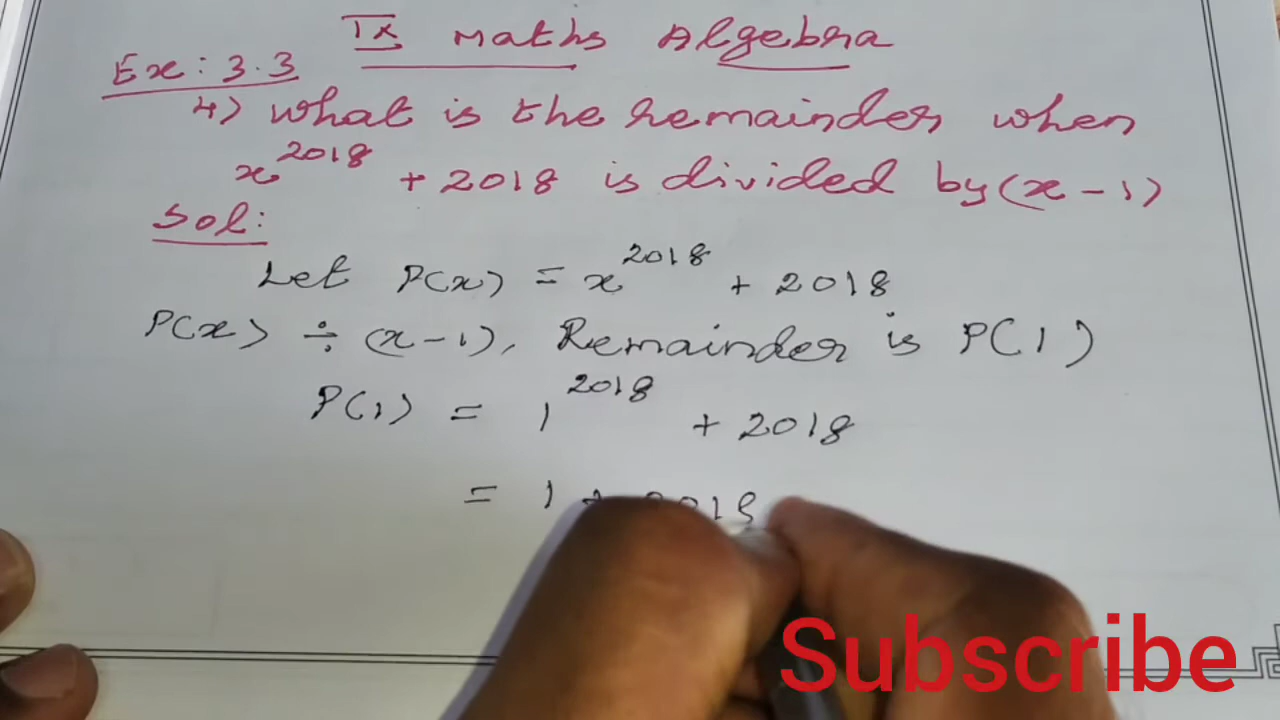 IX Maths Algebra
Ex: 3.3
4) What is the remainder when
x^2018 + 2018 is divided by (x - 1)
Sol:
Let P(x) = x^2018 + 2018
P(x) ÷ (x-1), Remainder is P(1)
P(1) = 1^2018 + 2018
= 1 + 2018
Subscribe